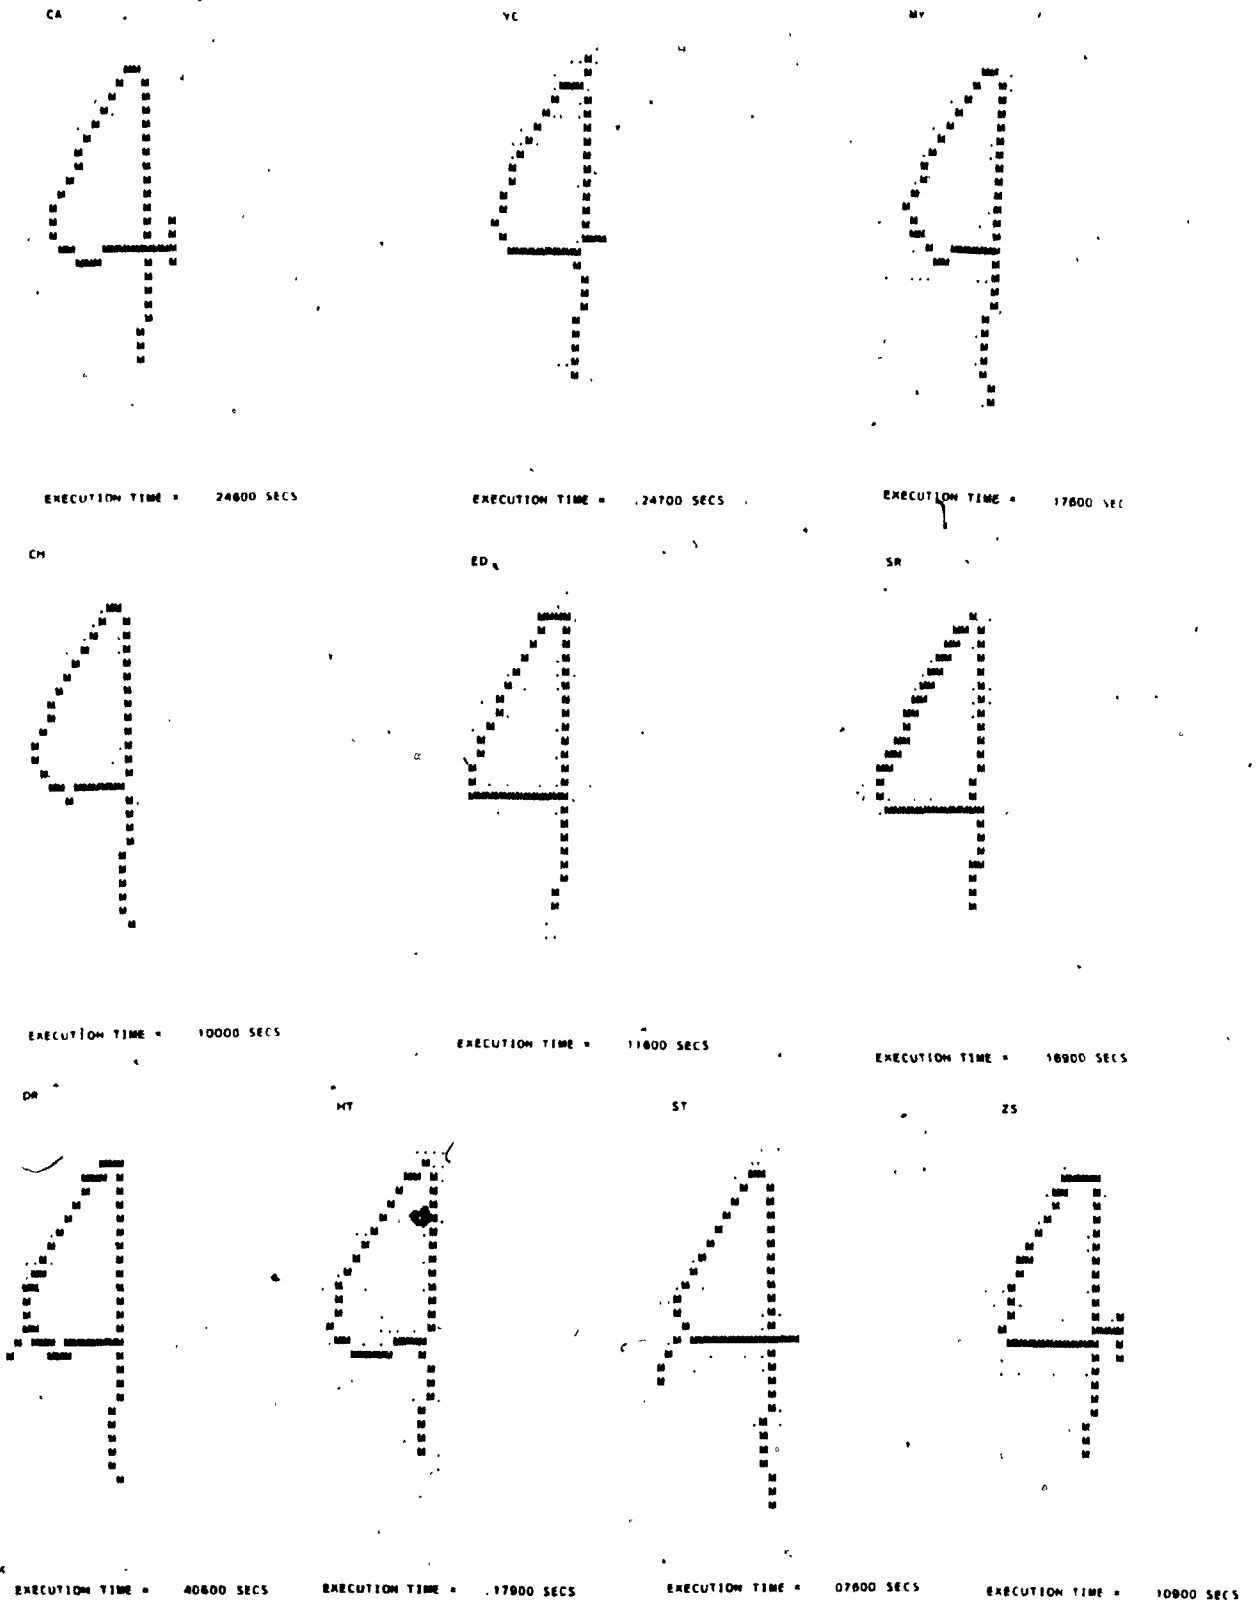 CA YC MY
EXECUTION TIME = 24600 SECS EXECUTION TIME = .24700 SECS EXECUTION TIME = 17600 SEC
CH ED SR
EXECUTION TIME = 10000 SECS EXECUTION TIME = 11600 SECS EXECUTION TIME = 16900 SECS
DR HT ST ZS
EXECUTION TIME = 40600 SECS EXECUTION TIME = .17900 SECS EXECUTION TIME = 07600 SECS EXECUTION TIME = 10900 SECS